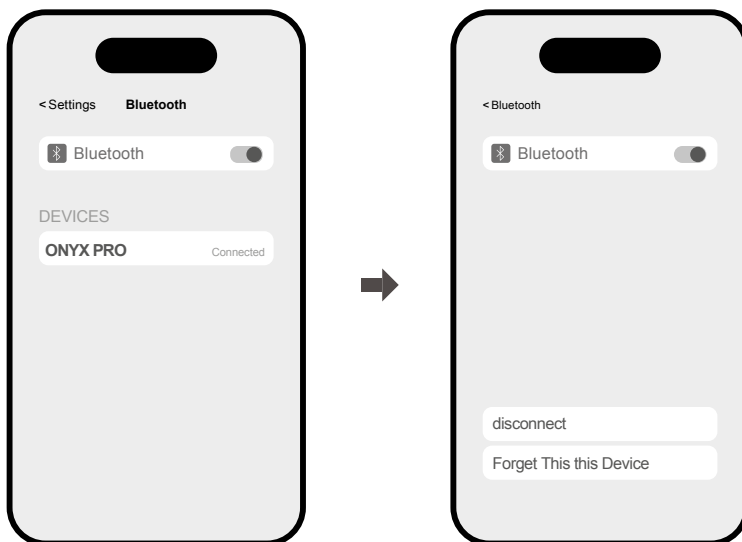 < Settings Bluetooth
Bluetooth
DEVICES
ONYX PRO Connected
< Bluetooth
Bluetooth
disconnect
Forget This this Device